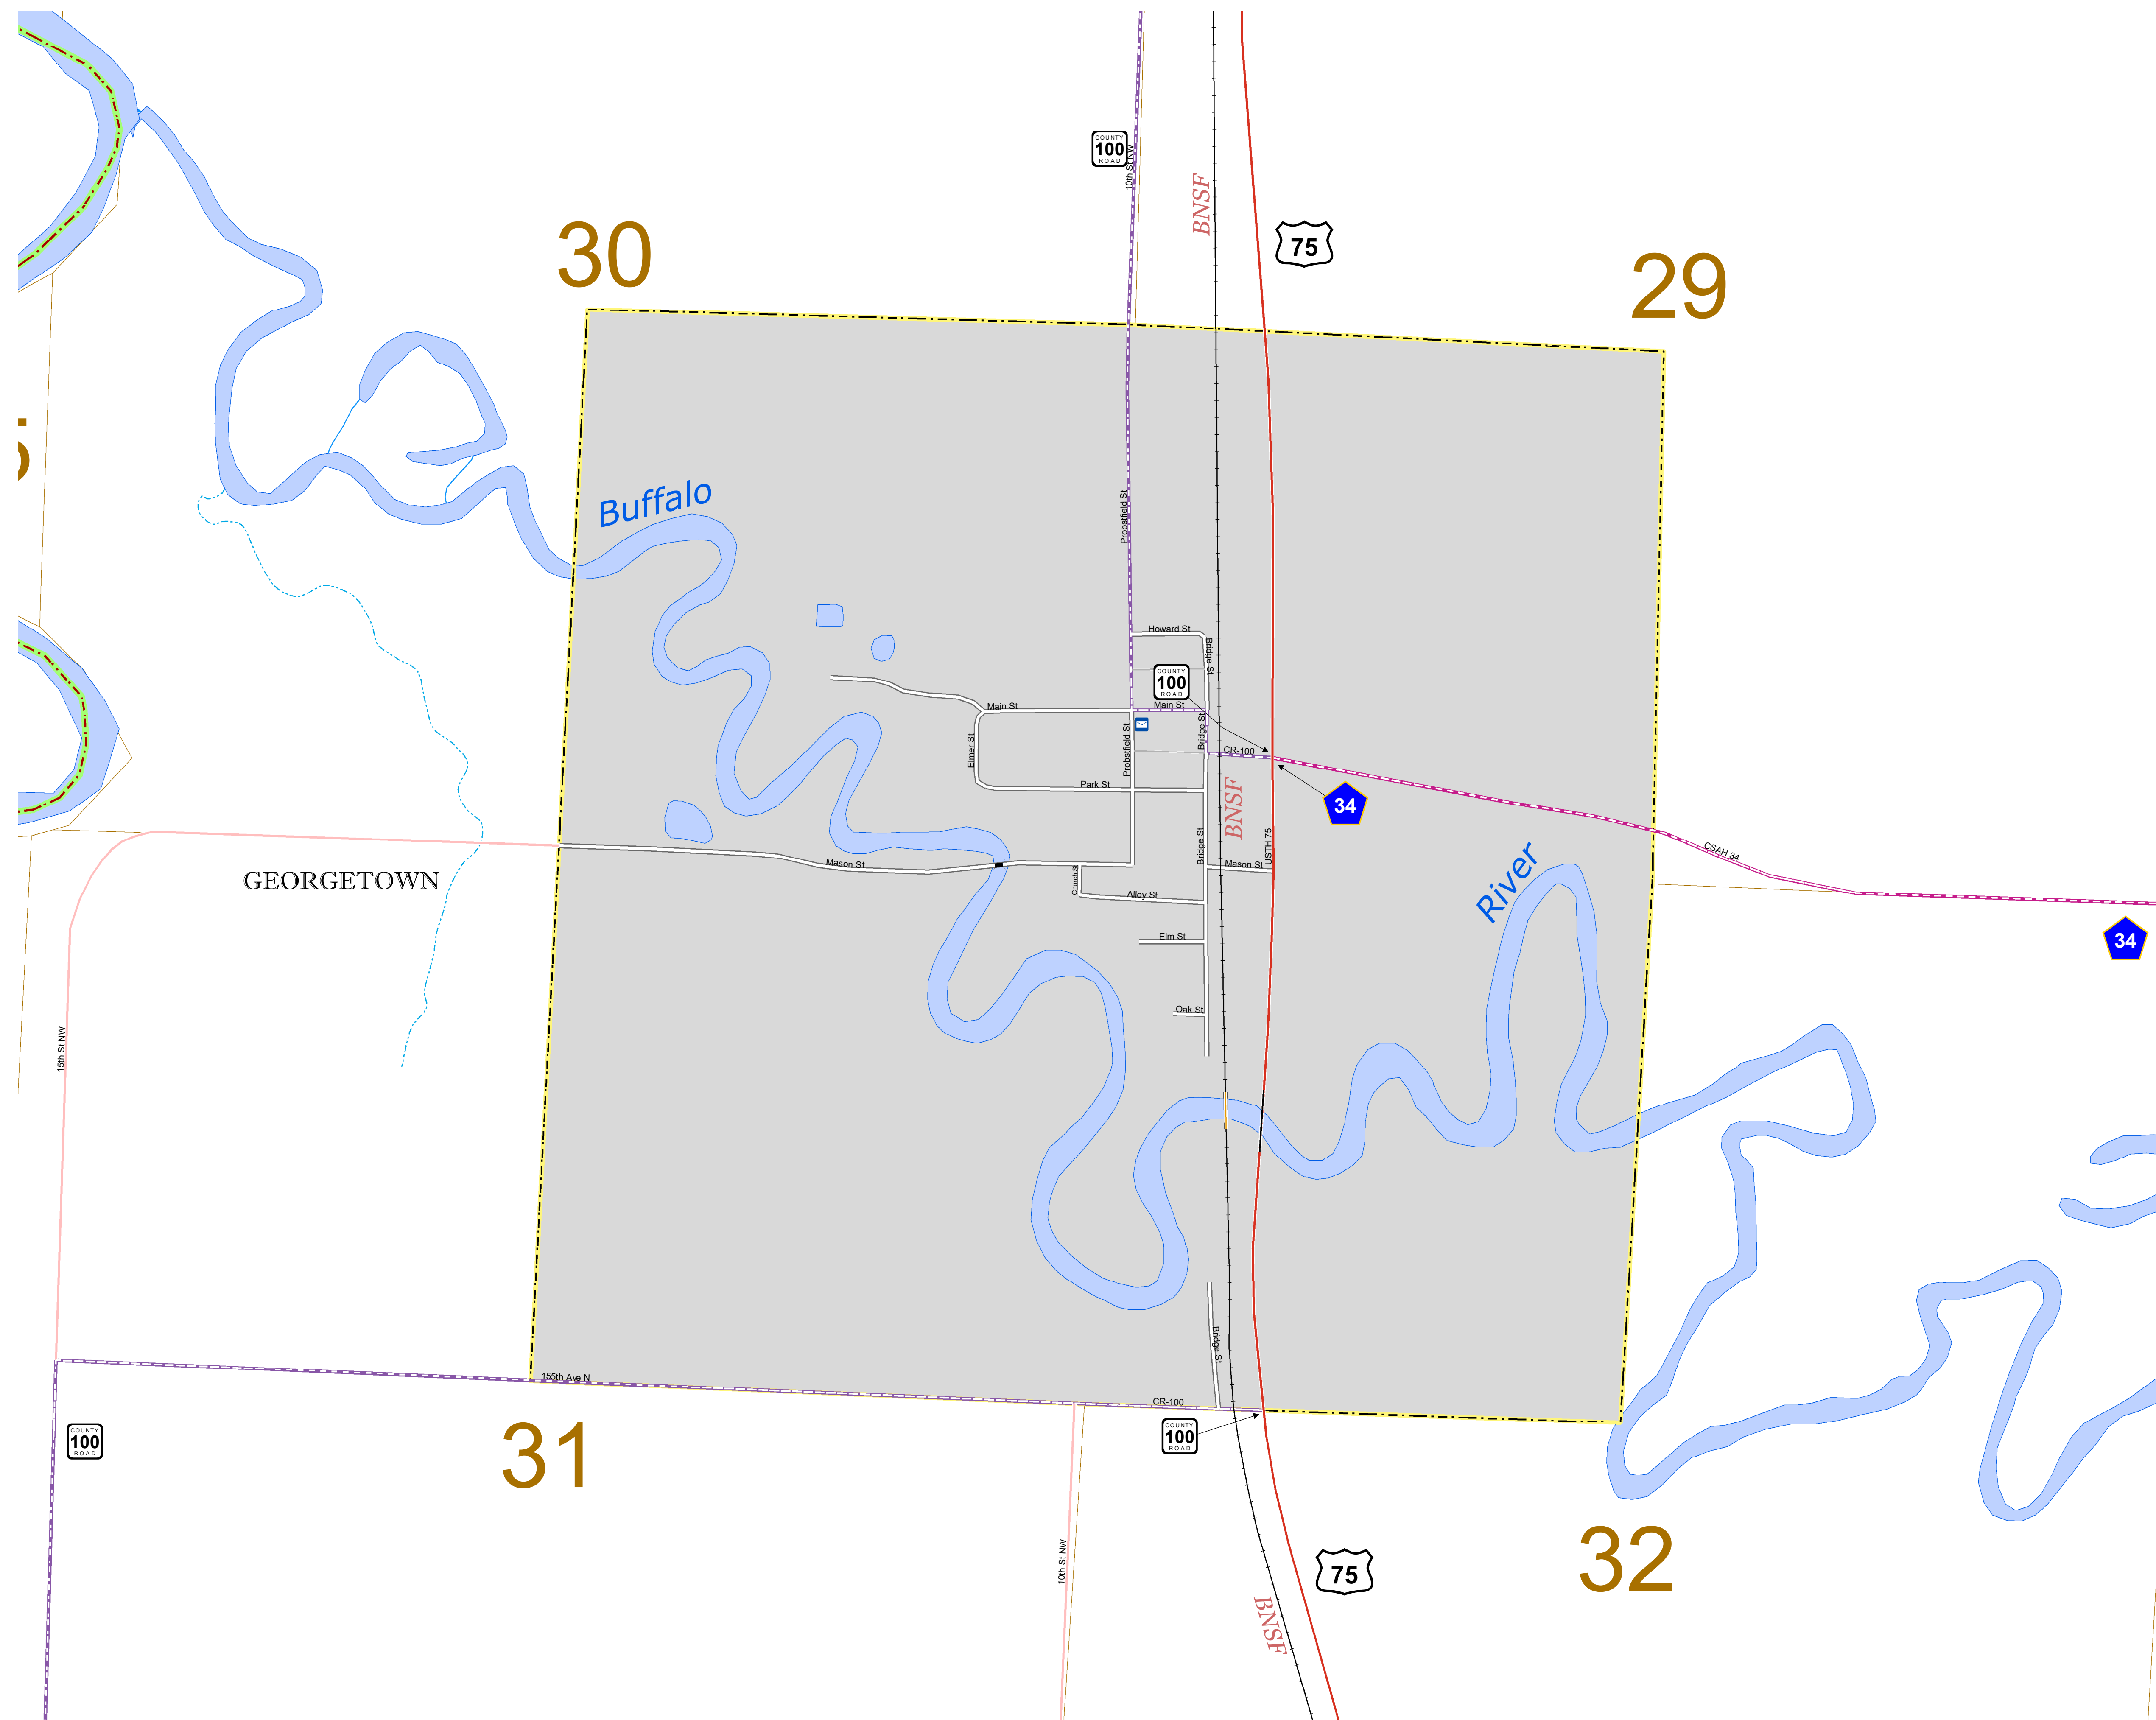 COUNTY
100
ROAD
10th St NW
BNSF
75
30
29
5
Buffalo
Probstfield St
Howard St
Bridge St
COUNTY
100
ROAD
Main St
Main St
Elmer St
Probstfield St
Bridge St
CR-100
Park St
BNSF
34
USTH 75
CSAH 34
Mason St
Bridge St
Mason St
GEORGETOWN
Church St
Alley St
River
Elm St
34
Oak St
15th St NW
Bridge St
155th Ave N
CR-100
COUNTY
100
ROAD
COUNTY
100
ROAD
31
32
10th St NW
75
BNSF